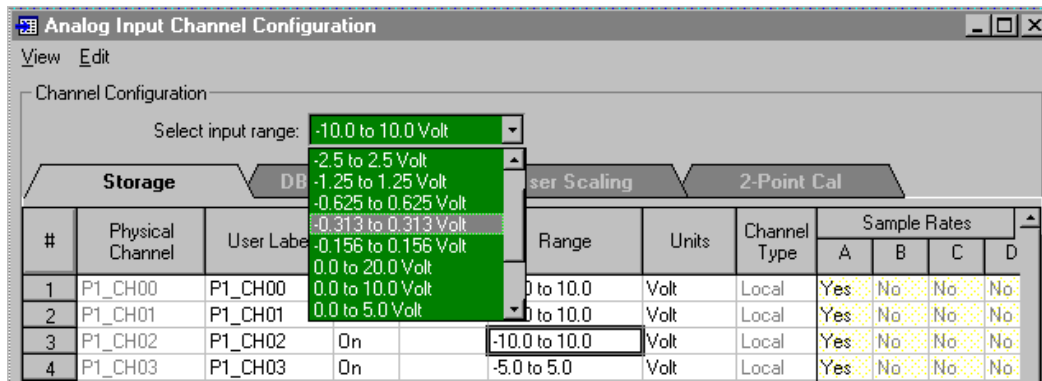 Analog Input Channel Configuration
View Edit
Channel Configuration
Select input range: -10.0 to 10.0 Volt
-2.5 to 2.5 Volt
-1.25 to 1.25 Volt
-0.625 to 0.625 Volt
-0.313 to 0.313 Volt
-0.156 to 0.156 Volt
0.0 to 20.0 Volt
0.0 to 10.0 Volt
0.0 to 5.0 Volt
Storage DB ser Scaling 2-Point Cal
# Physical Channel User Labe Range Units Channel Type Sample Rates A B C D
1 P1_CH00 P1_CH00 0 to 10.0 Volt Local Yes No No No
2 P1_CH01 P1_CH01 0 to 10.0 Volt Local Yes No No No
3 P1_CH02 P1_CH02 On -10.0 to 10.0 Volt Local Yes No No No
4 P1_CH03 P1_CH03 On -5.0 to 5.0 Volt Local Yes No No No